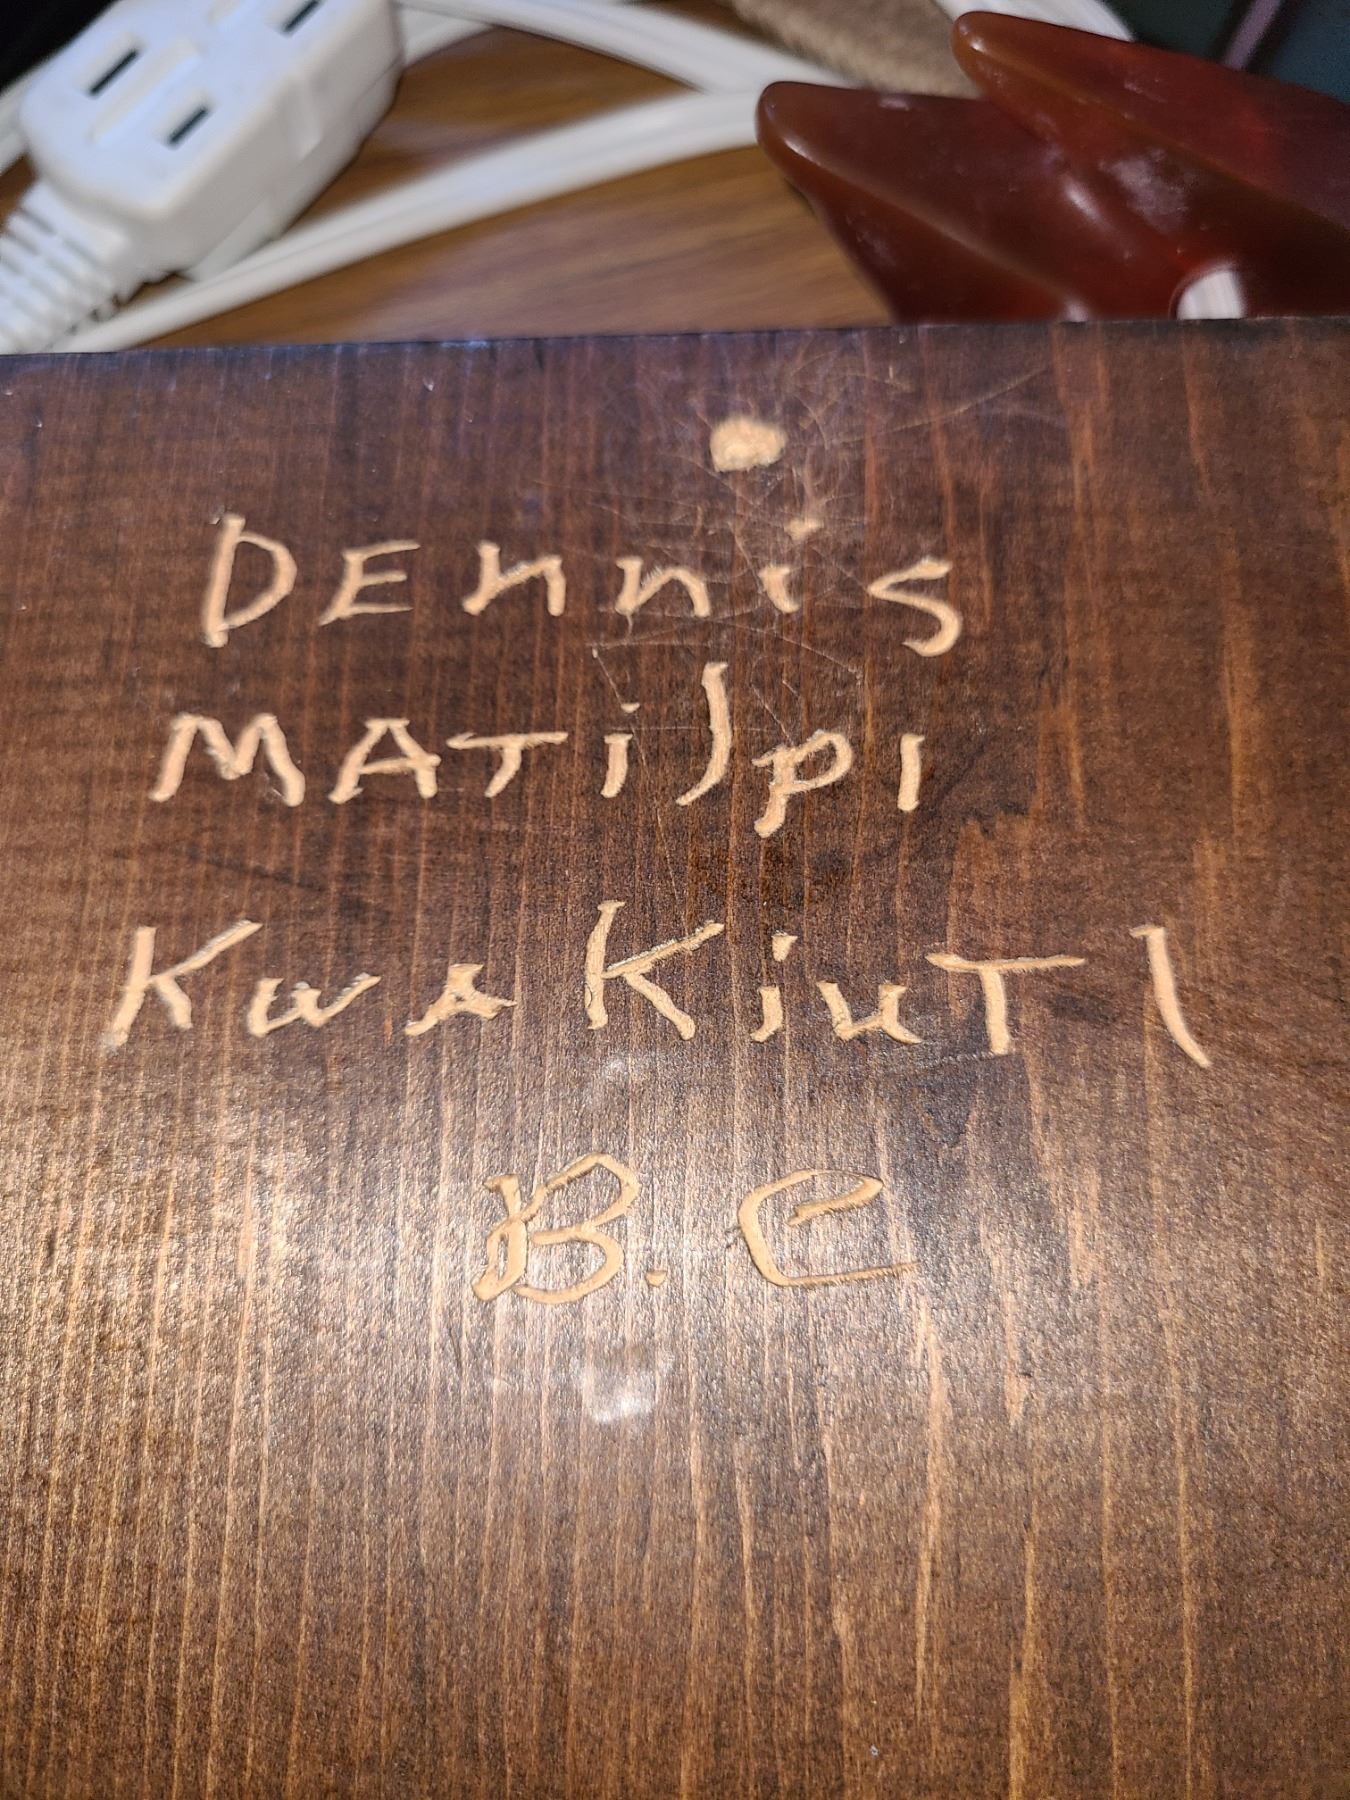 DEnnis
MATilpi
KwaKiuTl
B.C